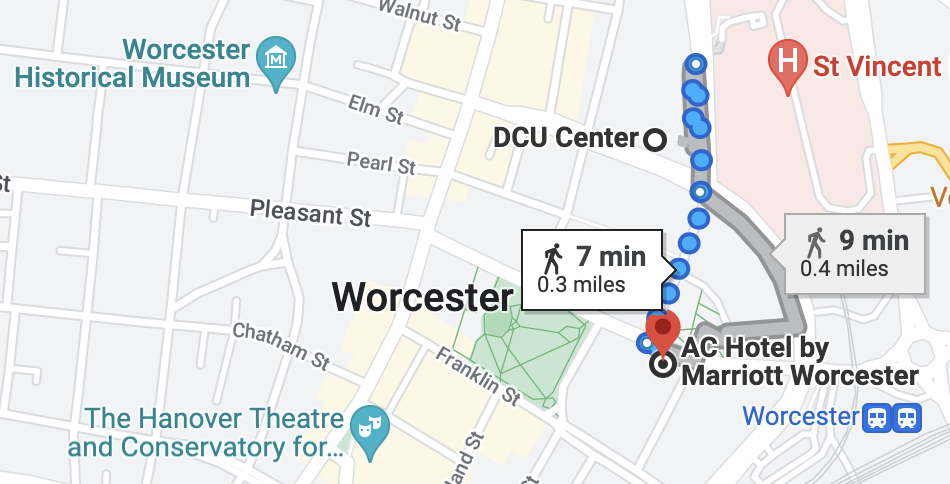 Walnut St
Worcester
Historical Museum
H
St Vincent
Elm St
DCU Center
Pearl St
St
Pleasant St
7 min
0.3 miles
9 min
0.4 miles
Worcester
Chatham St
Franklin St
AC Hotel by
Marriott Worcester
The Hanover Theatre
and Conservatory for...
Worcester